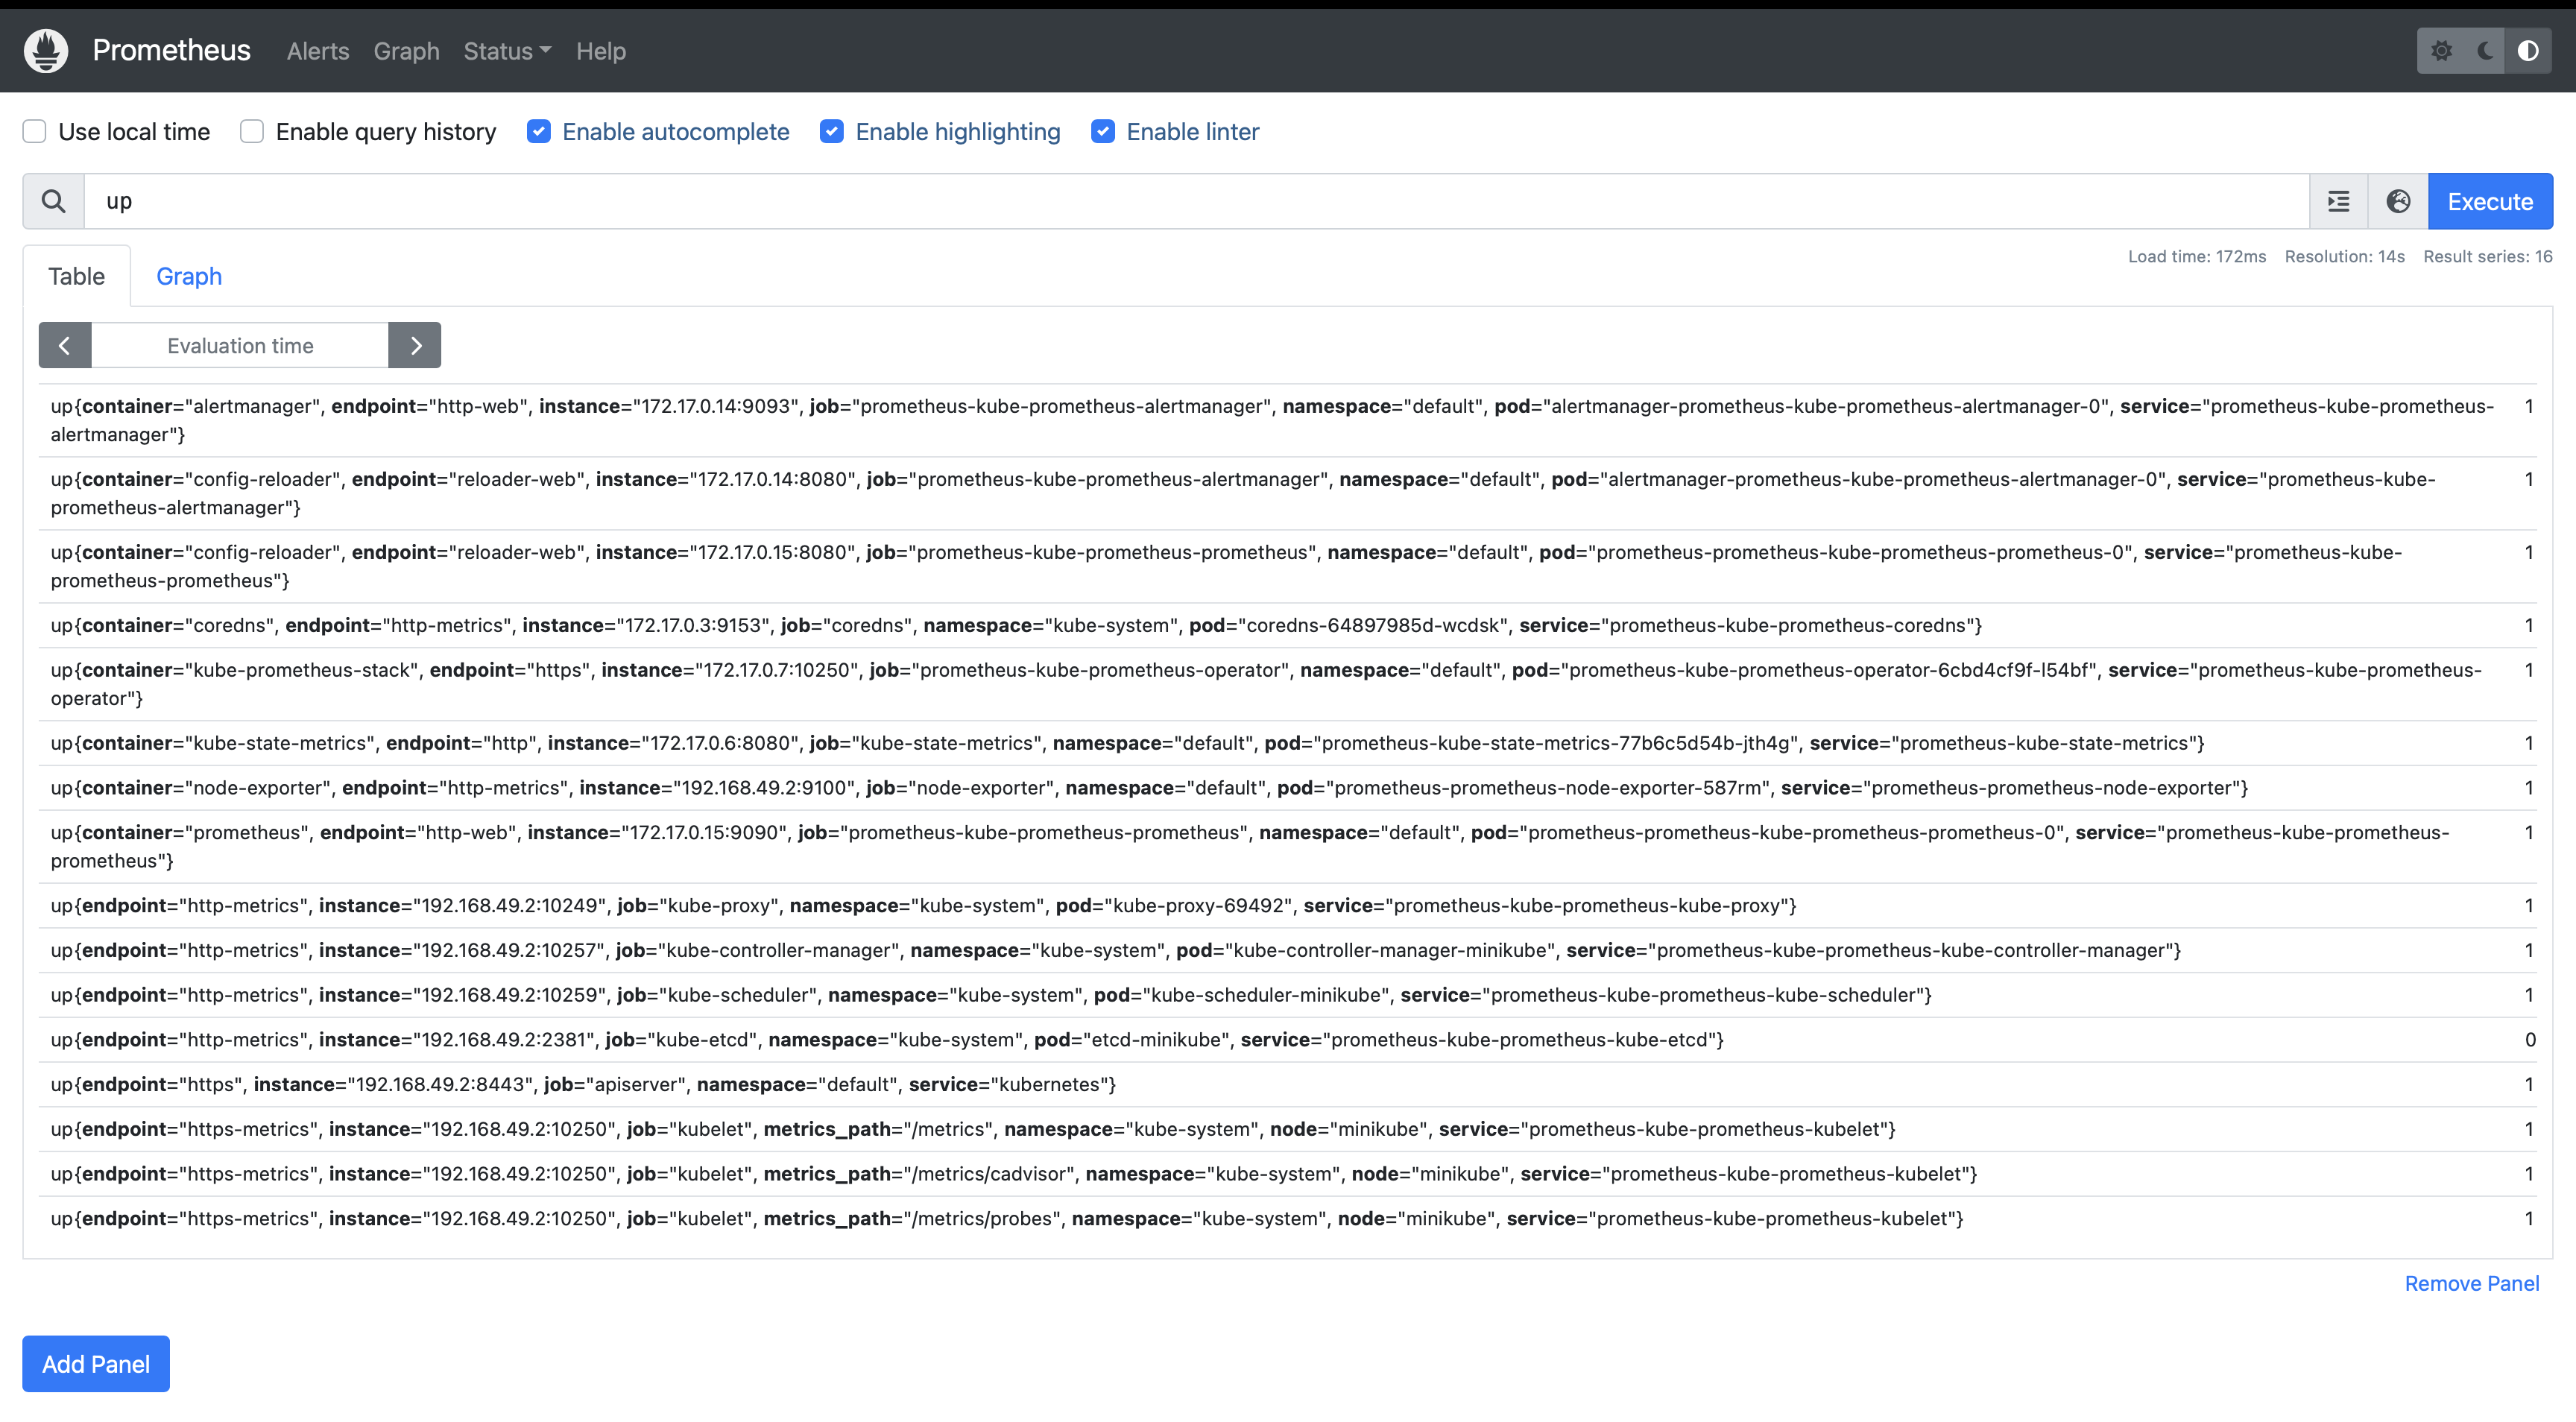 Prometheus Alerts Graph Status Help
Use local time Enable query history Enable autocomplete Enable highlighting Enable linter
up Execute
Table Graph Load time: 172ms Resolution: 14s Result series: 16
Evaluation time
up{container="alertmanager", endpoint="http-web", instance="172.17.0.14:9093", job="prometheus-kube-prometheus-alertmanager", namespace="default", pod="alertmanager-prometheus-kube-prometheus-alertmanager-0", service="prometheus-kube-prometheus- 1
alertmanager"}
up{container="config-reloader", endpoint="reloader-web", instance="172.17.0.14:8080", job="prometheus-kube-prometheus-alertmanager", namespace="default", pod="alertmanager-prometheus-kube-prometheus-alertmanager-0", service="prometheus-kube- 1
prometheus-alertmanager"}
up{container="config-reloader", endpoint="reloader-web", instance="172.17.0.15:8080", job="prometheus-kube-prometheus-prometheus", namespace="default", pod="prometheus-prometheus-kube-prometheus-prometheus-0", service="prometheus-kube- 1
prometheus-prometheus"}
up{container="coredns", endpoint="http-metrics", instance="172.17.0.3:9153", job="coredns", namespace="kube-system", pod="coredns-64897985d-wcdsk", service="prometheus-kube-prometheus-coredns"} 1
up{container="kube-prometheus-stack", endpoint="https", instance="172.17.0.7:10250", job="prometheus-kube-prometheus-operator", namespace="default", pod="prometheus-kube-prometheus-operator-6cbd4cf9f-l54bf", service="prometheus-kube-prometheus- 1
operator"}
up{container="kube-state-metrics", endpoint="http", instance="172.17.0.6:8080", job="kube-state-metrics", namespace="default", pod="prometheus-kube-state-metrics-77b6c5d54b-jth4g", service="prometheus-kube-state-metrics"} 1
up{container="node-exporter", endpoint="http-metrics", instance="192.168.49.2:9100", job="node-exporter", namespace="default", pod="prometheus-prometheus-node-exporter-587rm", service="prometheus-prometheus-node-exporter"} 1
up{container="prometheus", endpoint="http-web", instance="172.17.0.15:9090", job="prometheus-kube-prometheus-prometheus", namespace="default", pod="prometheus-prometheus-kube-prometheus-prometheus-0", service="prometheus-kube-prometheus- 1
prometheus"}
up{endpoint="http-metrics", instance="192.168.49.2:10249", job="kube-proxy", namespace="kube-system", pod="kube-proxy-69492", service="prometheus-kube-prometheus-kube-proxy"} 1
up{endpoint="http-metrics", instance="192.168.49.2:10257", job="kube-controller-manager", namespace="kube-system", pod="kube-controller-manager-minikube", service="prometheus-kube-prometheus-kube-controller-manager"} 1
up{endpoint="http-metrics", instance="192.168.49.2:10259", job="kube-scheduler", namespace="kube-system", pod="kube-scheduler-minikube", service="prometheus-kube-prometheus-kube-scheduler"} 1
up{endpoint="http-metrics", instance="192.168.49.2:2381", job="kube-etcd", namespace="kube-system", pod="etcd-minikube", service="prometheus-kube-prometheus-kube-etcd"} 0
up{endpoint="https", instance="192.168.49.2:8443", job="apiserver", namespace="default", service="kubernetes"} 1
up{endpoint="https-metrics", instance="192.168.49.2:10250", job="kubelet", metrics_path="/metrics", namespace="kube-system", node="minikube", service="prometheus-kube-prometheus-kubelet"} 1
up{endpoint="https-metrics", instance="192.168.49.2:10250", job="kubelet", metrics_path="/metrics/cadvisor", namespace="kube-system", node="minikube", service="prometheus-kube-prometheus-kubelet"} 1
up{endpoint="https-metrics", instance="192.168.49.2:10250", job="kubelet", metrics_path="/metrics/probes", namespace="kube-system", node="minikube", service="prometheus-kube-prometheus-kubelet"} 1
Remove Panel
Add Panel